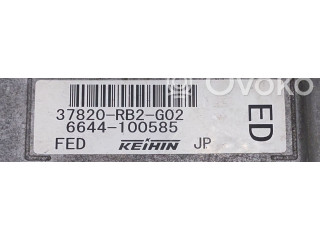 Ovoko
37820-RB2-G02
6644-100585
FED KEIHIN JP
ED